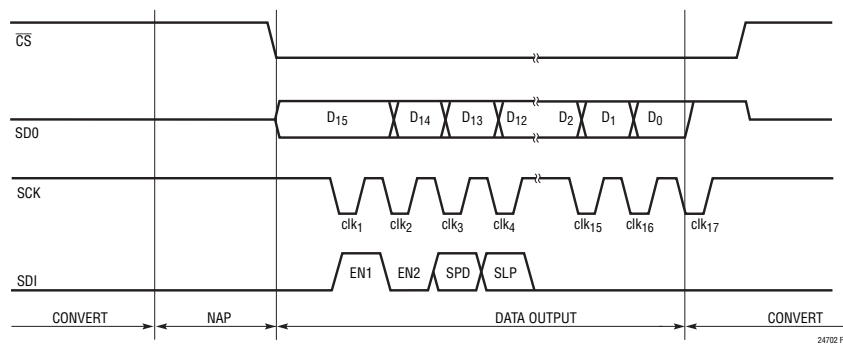 CS
SD0
D15 D14 D13 D12 D2 D1 D0
SCK
clk1 clk2 clk3 clk4 clk15 clk16 clk17
SDI
EN1 EN2 SPD SLP
CONVERT NAP DATA OUTPUT CONVERT
24702 F